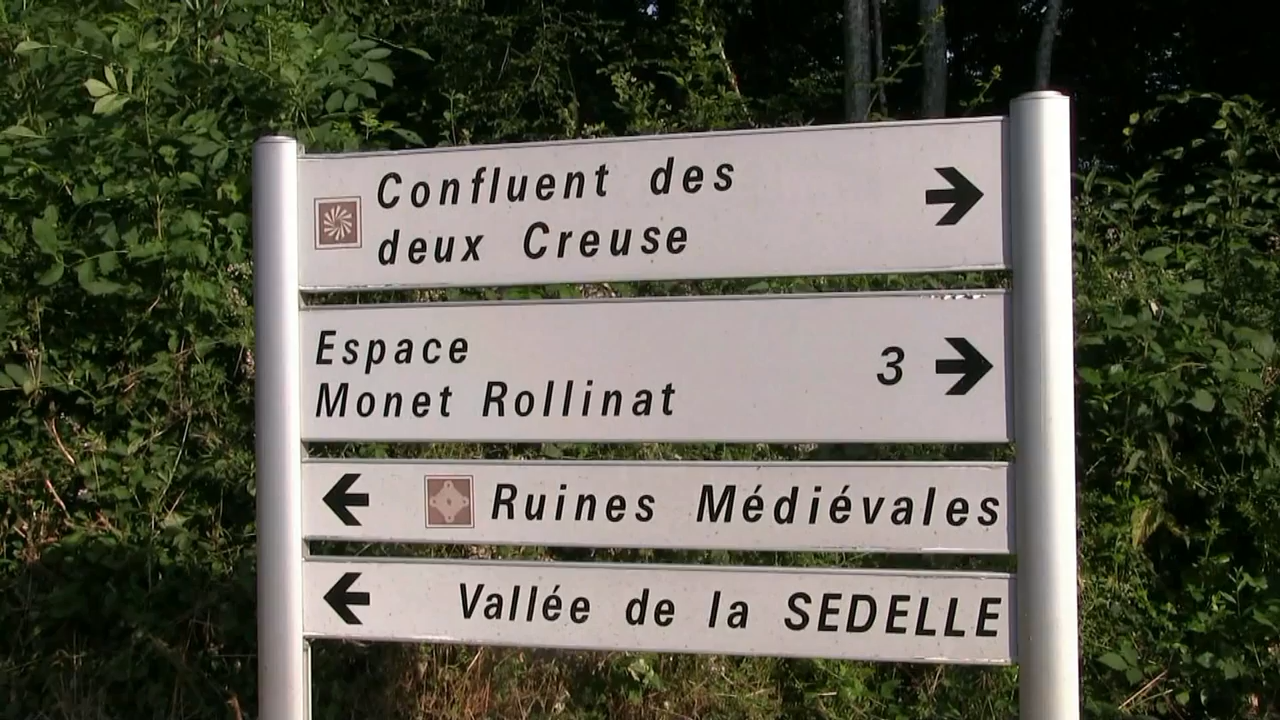 Confluent des
deux Creuse
Espace
Monet Rollinat
3
Ruines Médiévales
Vallée de la SEDELLE